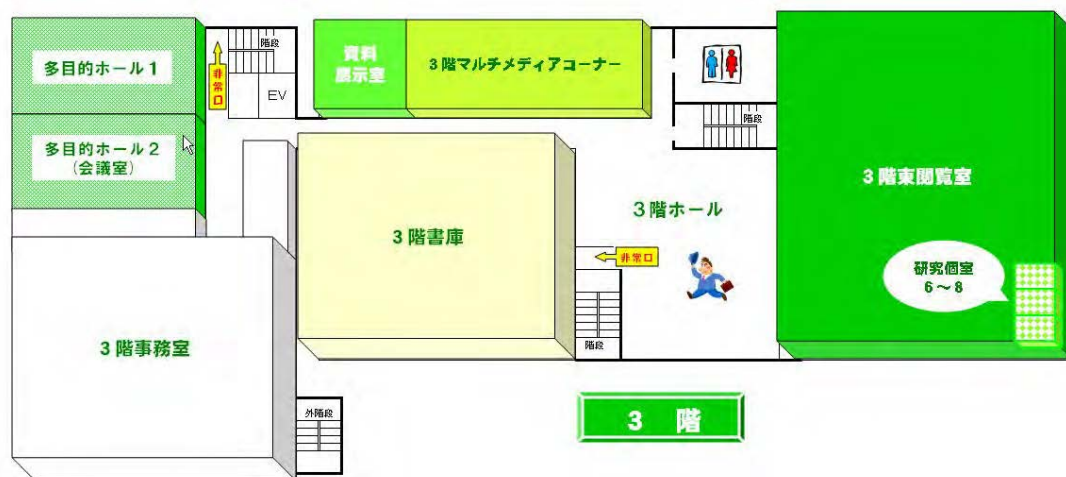 多目的ホール１
階段
非常口
EV
資料
展示室
３階マルチメディアコーナー
階段
多目的ホール２
(会議室)
３階書庫
３階ホール
３階東閲覧室
非常口
研究個室
６～８
３階事務室
階段
外階段
３ 階